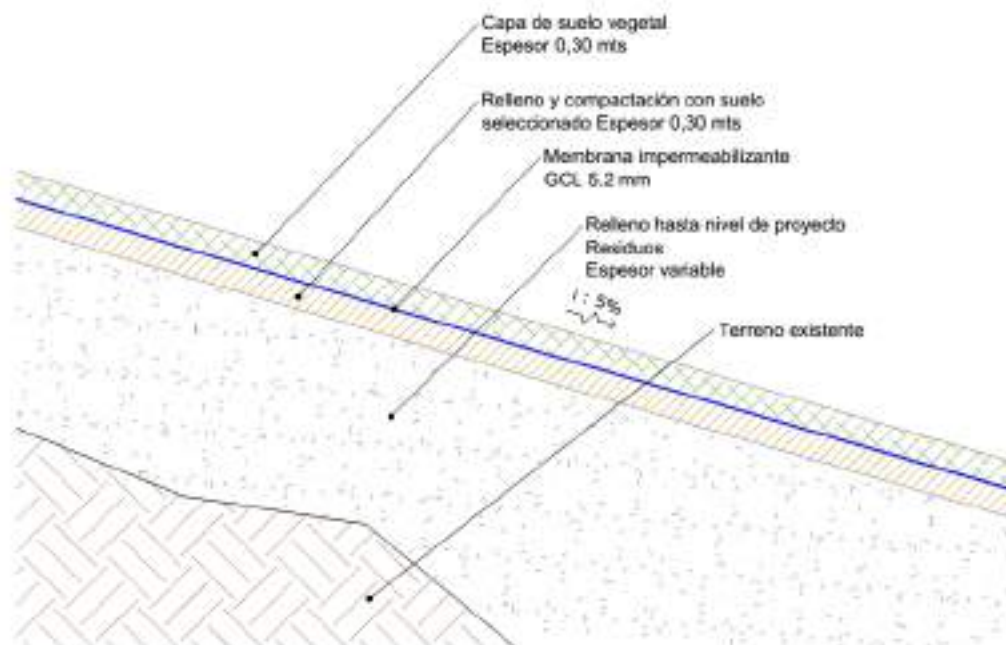 Capa de suelo vegetal
Espesor 0,30 mts
Relleno y compactación con suelo
seleccionado Espesor 0,30 mts
Membrana impermeabilizante
GCL 6.2 mm
Relleno hasta nivel de proyecto
Residuos
Espesor variable
i : 5%
Terreno existente